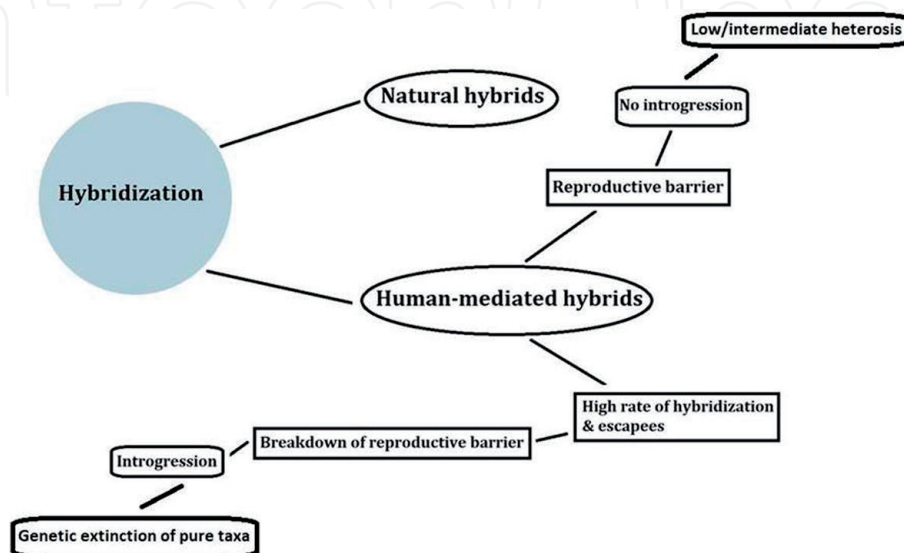 Low/intermediate heterosis
Natural hybrids
No introgression
Hybridization
Reproductive barrier
Human-mediated hybrids
High rate of hybridization
& escapees
Breakdown of reproductive barrier
Introgression
Genetic extinction of pure taxa